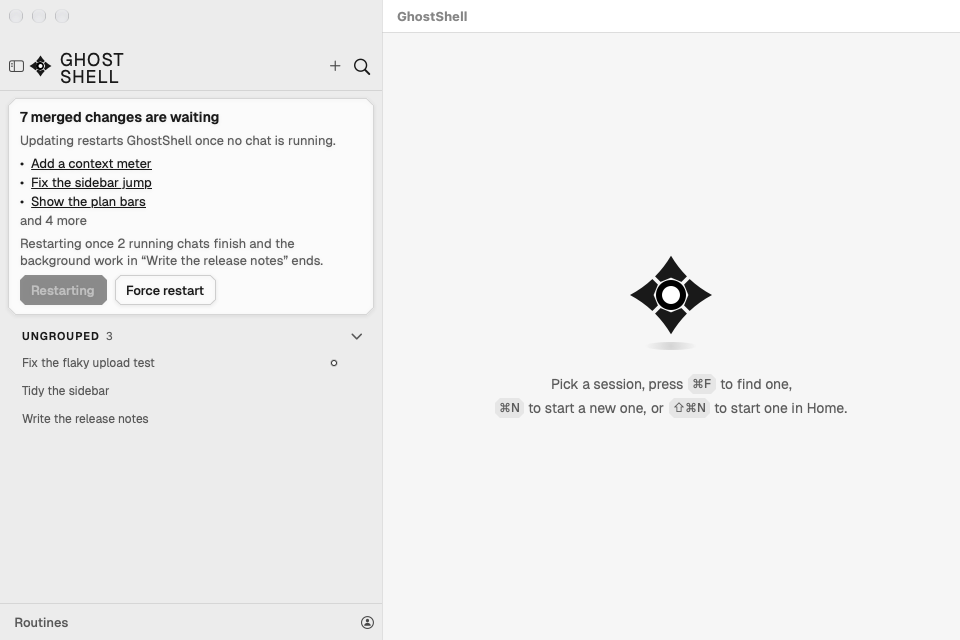 GhostShell
GHOST
SHELL
7 merged changes are waiting
Updating restarts GhostShell once no chat is running.
• Add a context meter
• Fix the sidebar jump
• Show the plan bars
and 4 more
Restarting once 2 running chats finish and the
background work in “Write the release notes” ends.
Restarting
Force restart
UNGROUPED 3
Fix the flaky upload test
Tidy the sidebar
Write the release notes
Routines
Pick a session, press ⌘F to find one,
⌘N to start a new one, or ⇧⌘N to start one in Home.